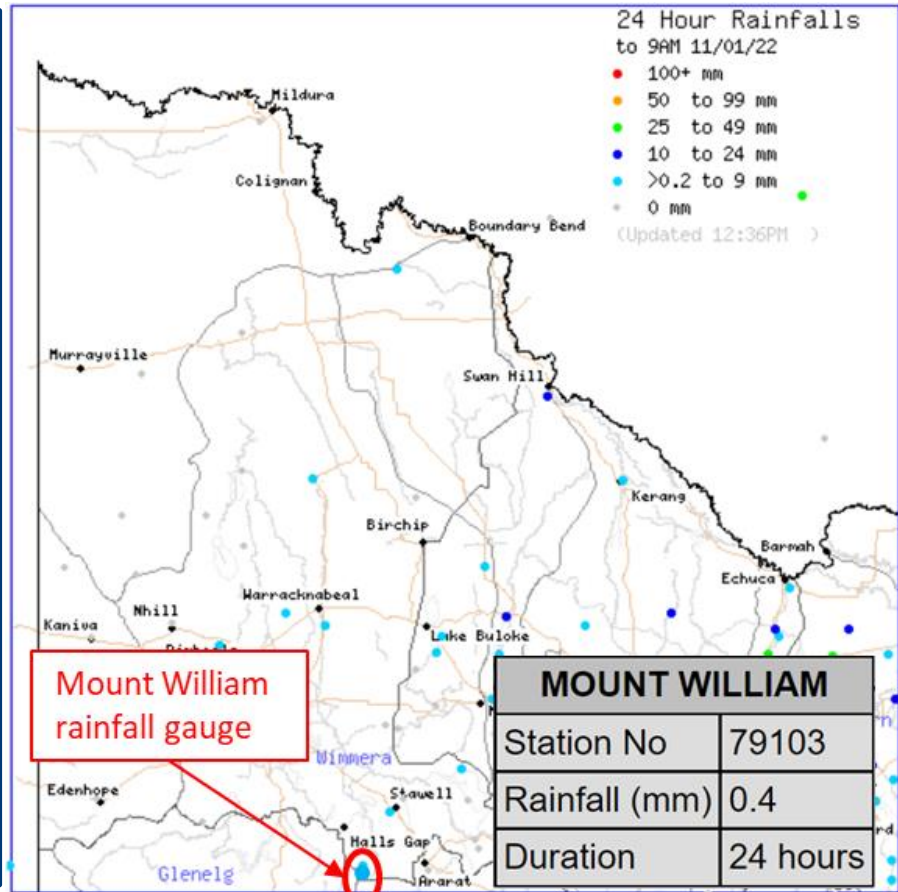 24 Hour Rainfalls
to 9AM 11/01/22
100+ mm
50 to 99 mm
25 to 49 mm
10 to 24 mm
>0.2 to 9 mm
0 mm
(Updated 12:36PM )
Mildura
Colignan
Boundary Bend
Murrayville
Swan Hill
Kerang
Birchip
Barmah
Echuca
Warracknabeal
Nhill
Kaniva
Lake Buloke
Mount William
rainfall gauge
Wimmera
Edenhope
Stawell
Halls Gap
Glenelg
Ararat
MOUNT WILLIAM
Station No 79103
Rainfall (mm) 0.4
Duration 24 hours